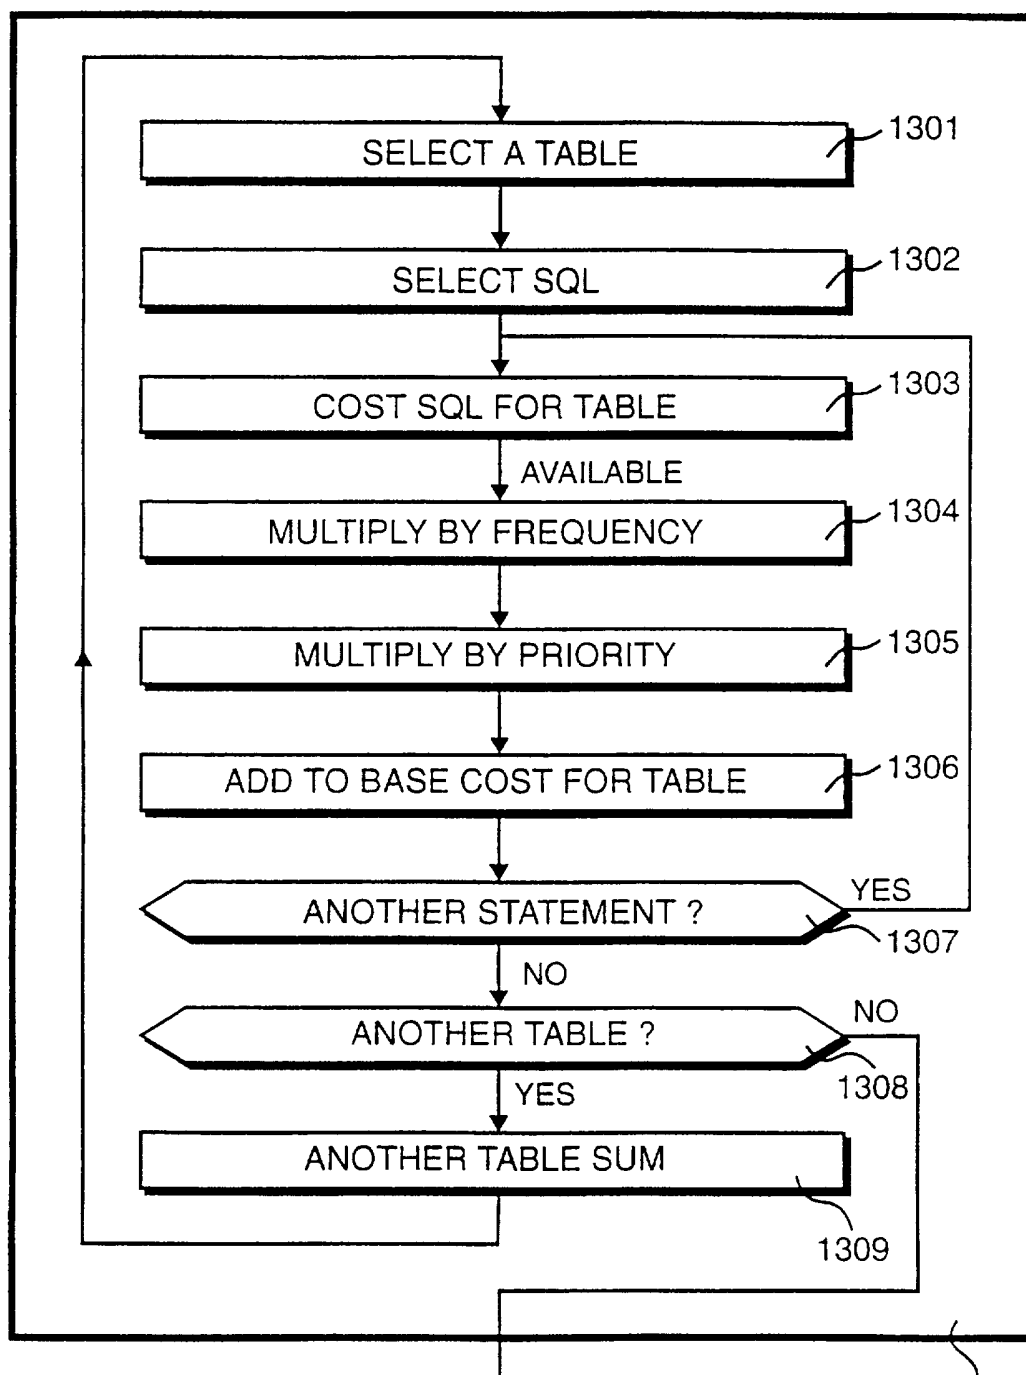 SELECT A TABLE
1301
SELECT SQL
1302
COST SQL FOR TABLE
1303
AVAILABLE
MULTIPLY BY FREQUENCY
1304
MULTIPLY BY PRIORITY
1305
ADD TO BASE COST FOR TABLE
1306
ANOTHER STATEMENT ?
YES
1307
NO
ANOTHER TABLE ?
NO
1308
YES
ANOTHER TABLE SUM
1309